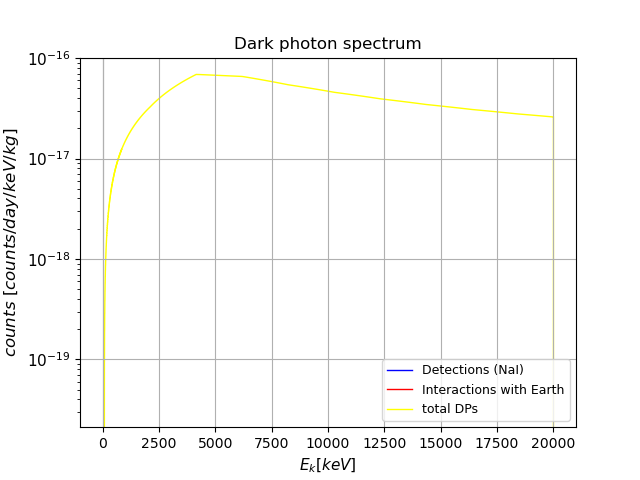 Dark photon spectrum
counts [counts/day/keV/kg]
10⁻¹⁶
10⁻¹⁷
10⁻¹⁸
10⁻¹⁹
Detections (NaI)
Interactions with Earth
total DPs
0 2500 5000 7500 10000 12500 15000 17500 20000
Eₖ[keV]